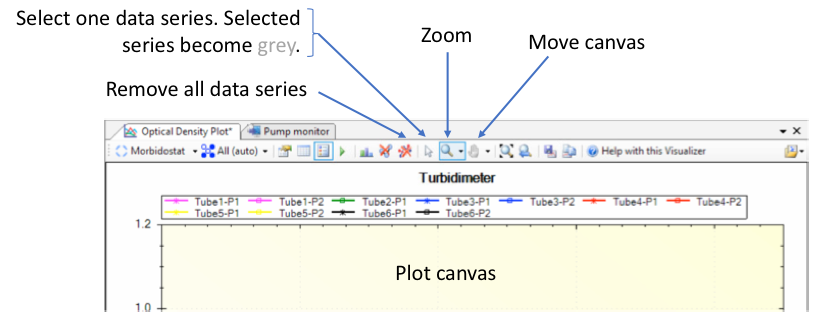 Select one data series. Selected
series become grey.
Zoom
Move canvas
Remove all data series
Optical Density Plot* Pump monitor
Morbidostat All (auto) Help with this Visualizer
Turbidimeter
Tube1-P1 Tube1-P2 Tube2-P1 Tube3-P1 Tube3-P2 Tube4-P1 Tube4-P2
Tube5-P1 Tube5-P2 Tube6-P1 Tube6-P2
1.2
Plot canvas
1.0